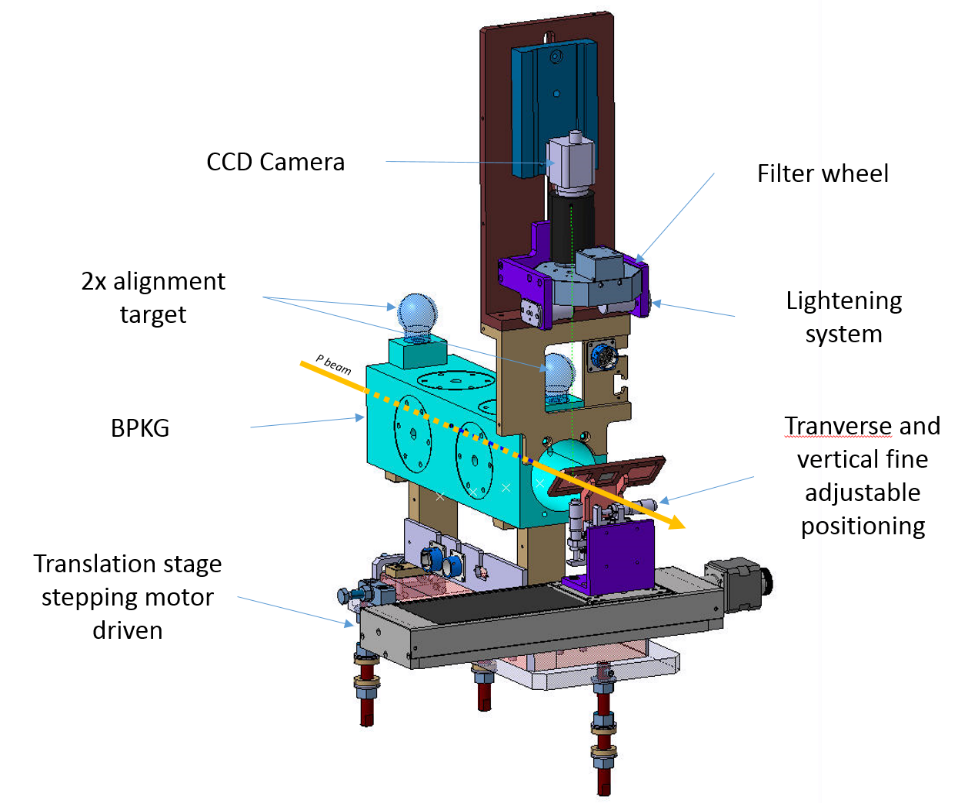 CCD Camera
Filter wheel
2x alignment
target
Lightening
system
P beam
BPKG
Tranverse and
vertical fine
adjustable
positioning
Translation stage
stepping motor
driven